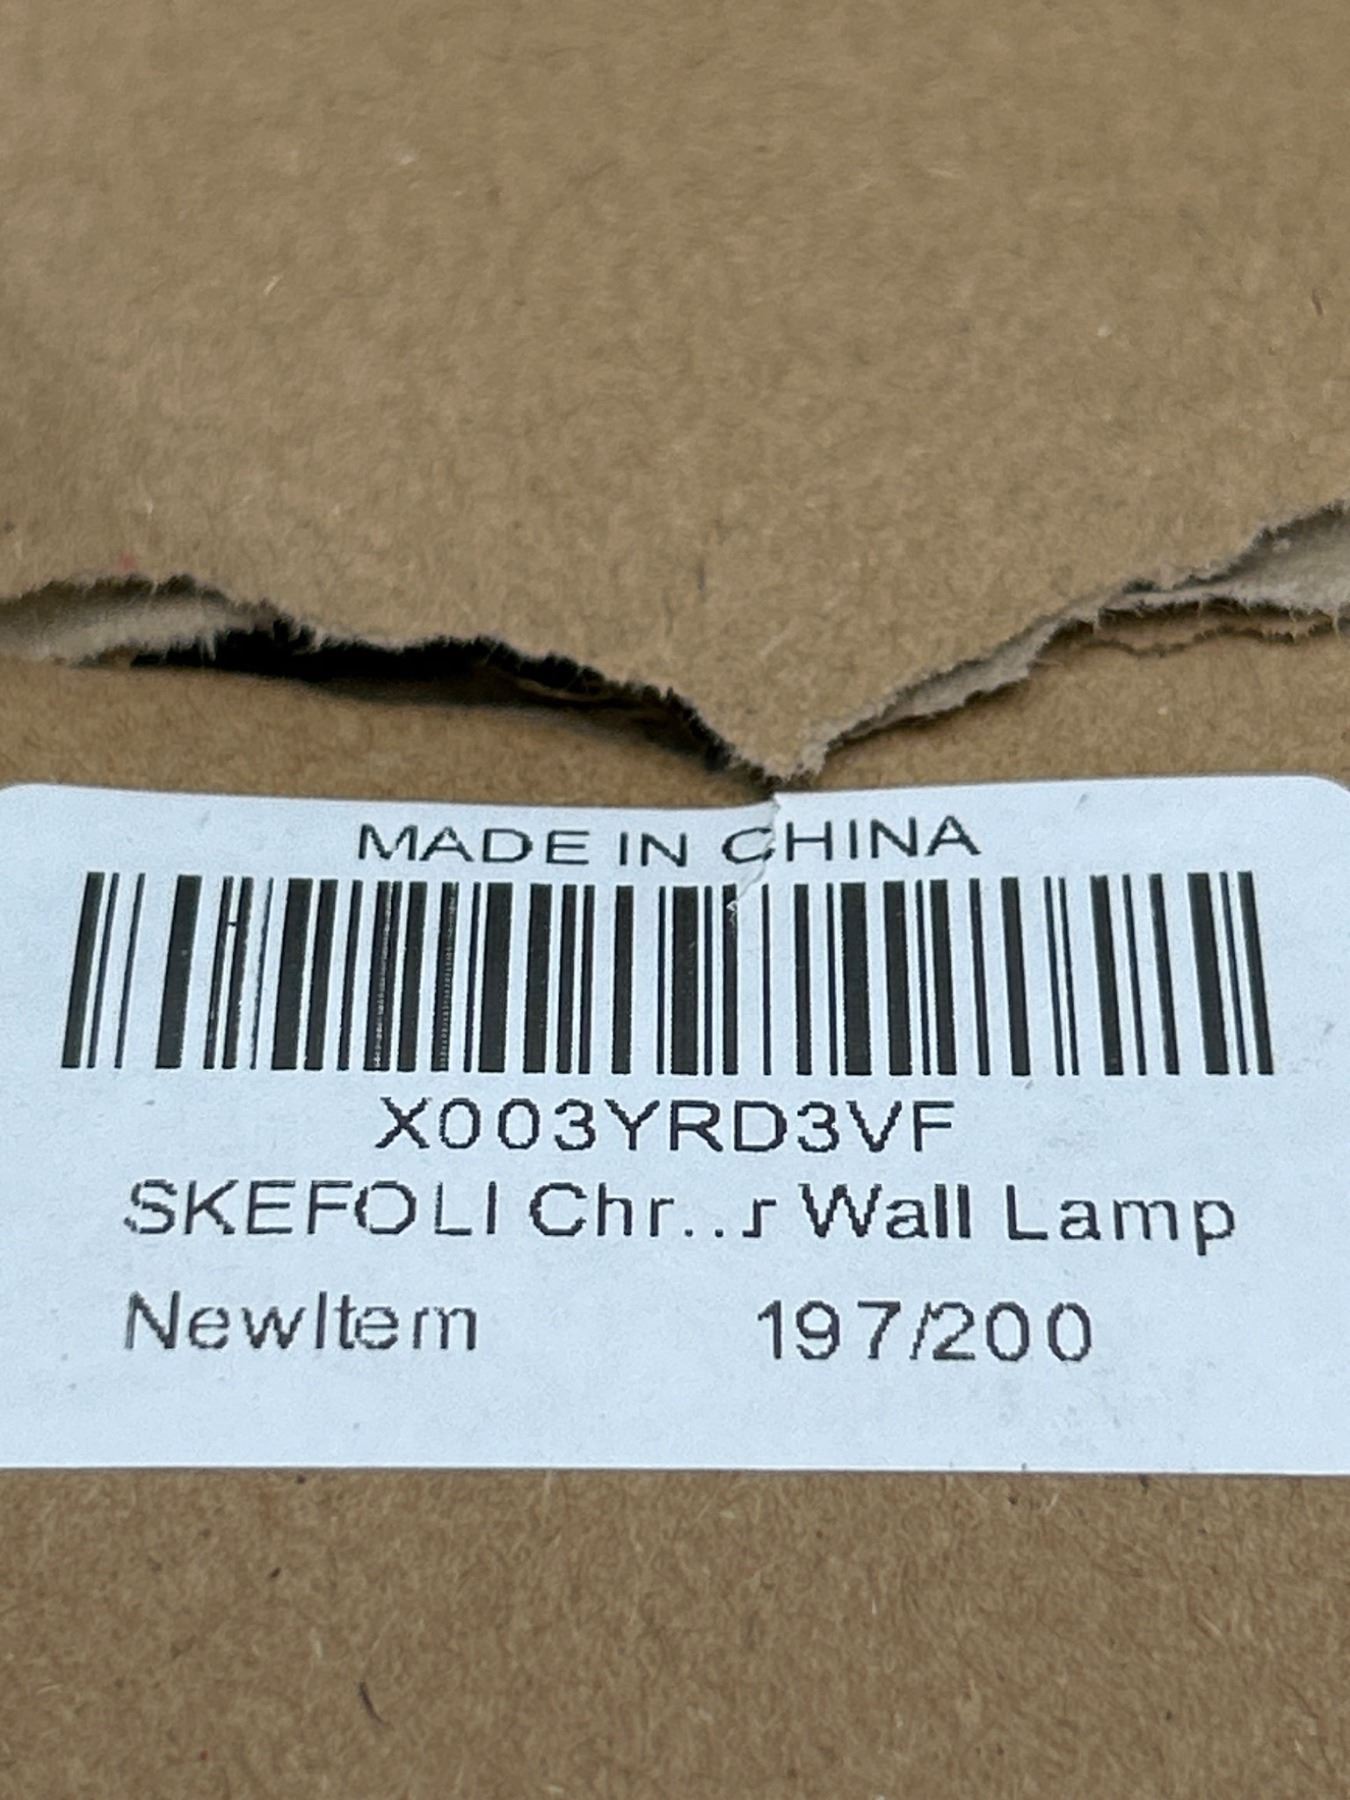 MADE IN CHINA
X003YRD3VF
SKEFOLI Chr...r Wall Lamp
NewItem 197/200